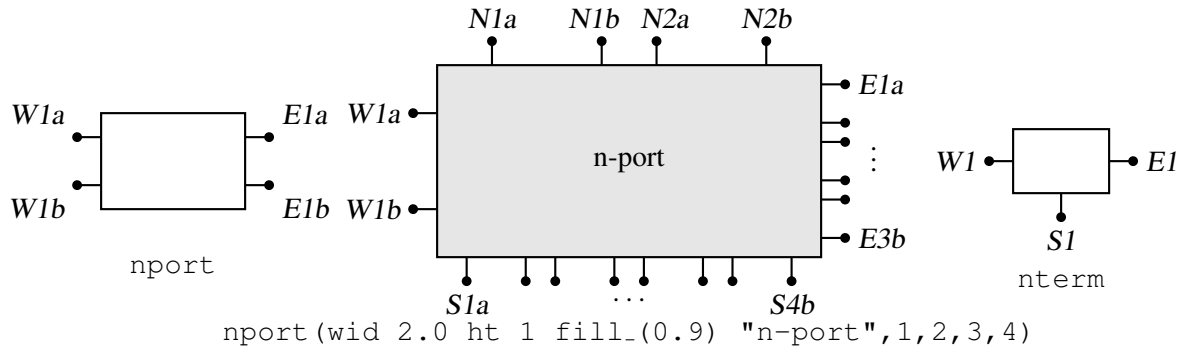 N1a N1b N2a N2b
W1a E1a W1a n-port E1a
⋮
W1 E1
W1b E1b W1b E3b
S1
nport S1a ... S4b nterm
nport(wid 2.0 ht 1 fill_(0.9) "n-port",1,2,3,4)